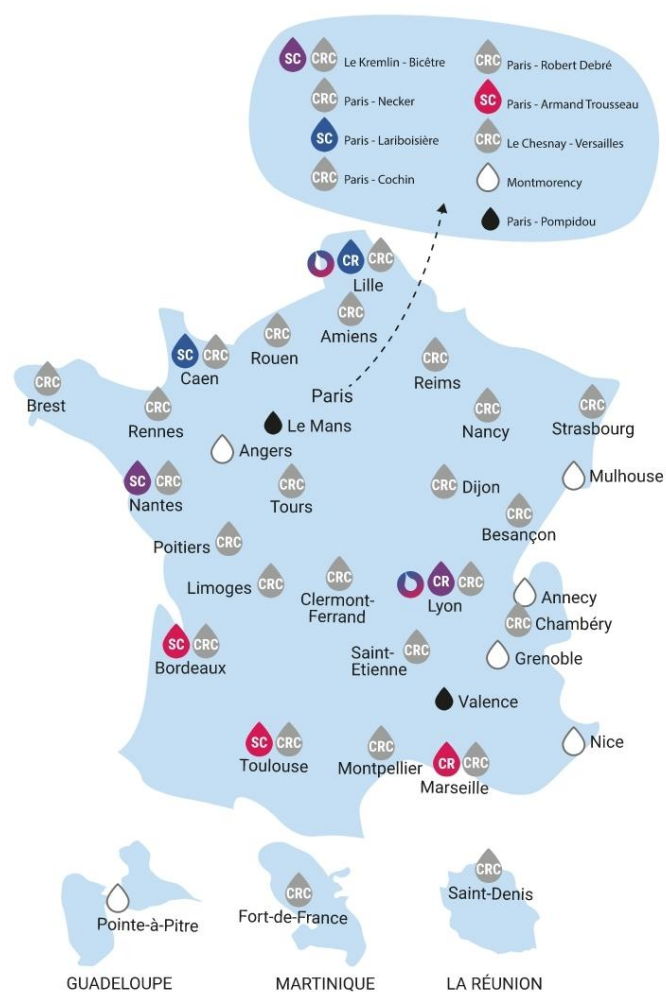 SC CRC Le Kremlin - Bicêtre
CRC Paris - Robert Debré
CRC Paris - Necker
SC Paris - Armand Trousseau
SC Paris - Lariboisière
CRC Le Chesnay - Versailles
CRC Paris - Cochin
Montmorency
Paris - Pompidou
CR CRC
Lille
CRC
Amiens
CRC
Rouen
SC CRC
Caen
CRC
Reims
CRC
Brest
Paris
CRC
Rennes
CRC
Nancy
CRC
Strasbourg
Le Mans
Angers
SC CRC
Nantes
CRC
Tours
CRC Dijon
Mulhouse
CRC
Besançon
Poitiers CRC
Limoges CRC
CRC
Clermont-
Ferrand
CR CRC
Lyon
Annecy
CRC Chambéry
SC CRC
Bordeaux
Saint-
Etienne
CRC
Grenoble
Valence
SC CRC
Toulouse
CRC
Montpellier
CR CRC
Marseille
Nice
Pointe-à-Pitre
GUADELOUPE
CRC
Fort-de-France
MARTINIQUE
CRC
Saint-Denis
LA RÉUNION